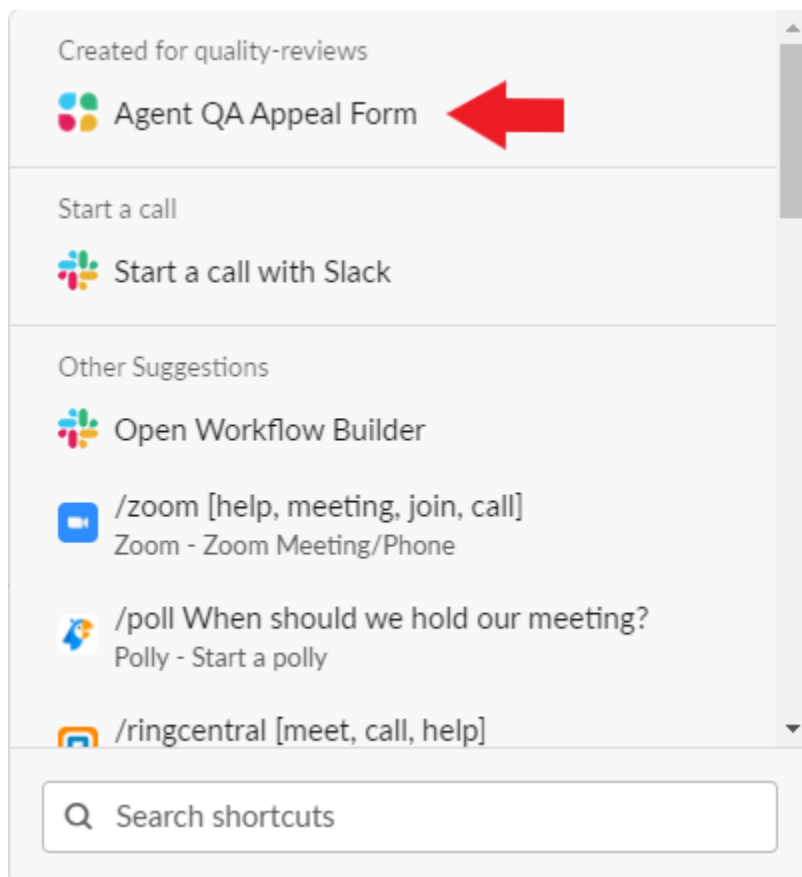 Created for quality-reviews
Agent QA Appeal Form
Start a call
Start a call with Slack
Other Suggestions
Open Workflow Builder
/zoom [help, meeting, join, call]
Zoom - Zoom Meeting/Phone
/poll When should we hold our meeting?
Polly - Start a polly
/ringcentral [meet, call, help]
Search shortcuts